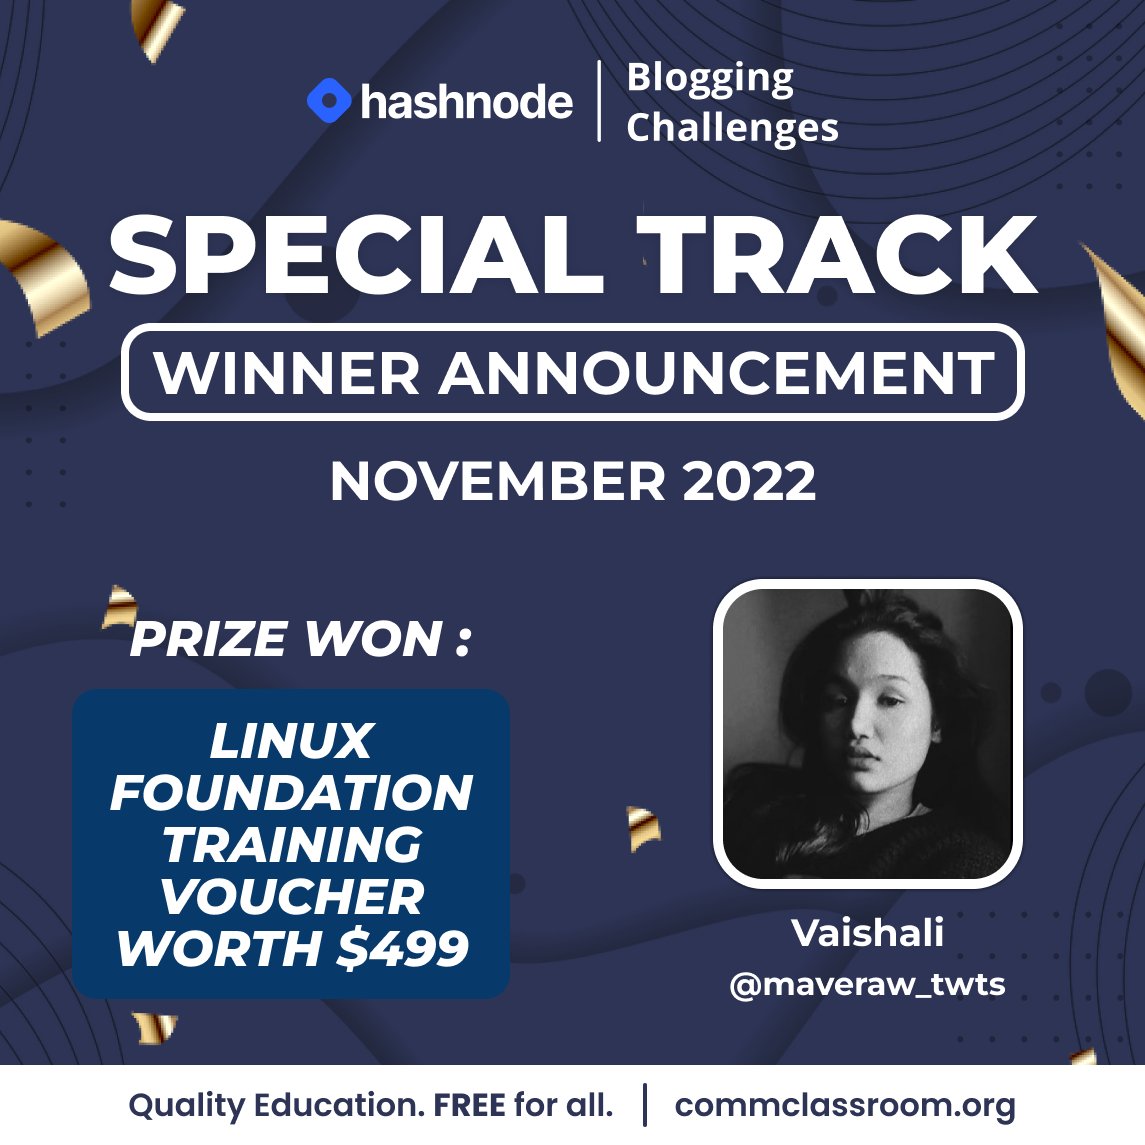 hashnode
Blogging
Challenges
SPECIAL TRACK
WINNER ANNOUNCEMENT
NOVEMBER 2022
PRIZE WON :
LINUX
FOUNDATION
TRAINING
VOUCHER
WORTH $499
Vaishali
@maveraw_twts
Quality Education. FREE for all. | commclassroom.org